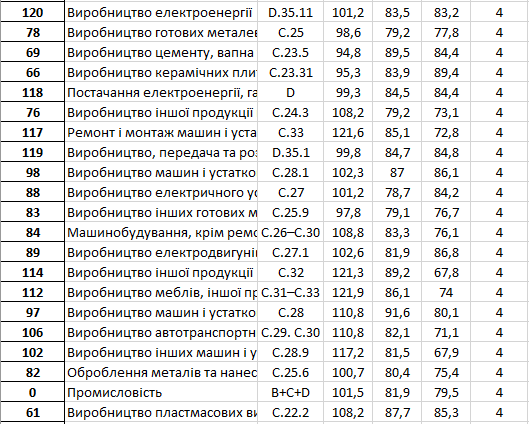 120 Виробництво електроенергії D.35.11 101,2 83,5 83,2 4
78 Виробництво готових металев C.25 98,6 79,2 77,8 4
69 Виробництво цементу, вапна C.23.5 94,8 89,5 84,4 4
66 Виробництво керамічних плит C.23.31 95,3 83,9 89,4 4
118 Постачання електроенергії, га D 99,3 84,5 84,4 4
76 Виробництво іншої продукції C.24.3 108,2 79,2 73,1 4
117 Ремонт і монтаж машин і уста C.33 121,6 85,1 72,8 4
119 Виробництво, передача та роз D.35.1 99,8 84,7 84,8 4
98 Виробництво машин і устатко C.28.1 102,3 87 86,1 4
88 Виробництво електричного ус C.27 101,2 78,7 84,2 4
83 Виробництво інших готових м C.25.9 97,8 79,1 76,7 4
84 Машинобудування, крім ремо C.26–C.30 108,8 83,3 76,1 4
89 Виробництво електродвигуні C.27.1 102,6 81,9 86,8 4
114 Виробництво іншої продукції C.32 121,3 89,2 67,8 4
112 Виробництво меблів, іншої пр C.31–C.33 121,9 86,1 74 4
97 Виробництво машин і устатко C.28 110,8 91,6 80,1 4
106 Виробництво автотранспортн C.29. C.30 110,8 82,1 71,1 4
102 Виробництво інших машин і у C.28.9 117,2 81,5 67,9 4
82 Оброблення металів та нанес C.25.6 100,7 80,4 75,4 4
0 Промисловість B+C+D 101,5 81,9 79,5 4
61 Виробництво пластмасових ви C.22.2 108,2 87,7 85,3 4